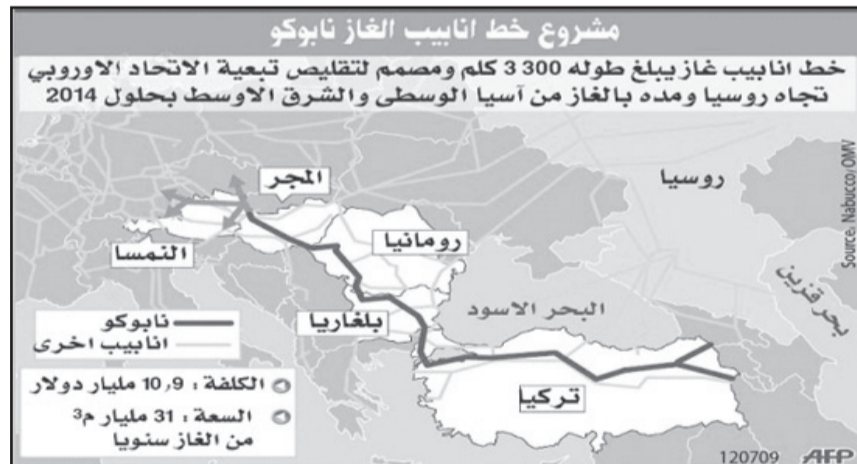 مشروع خط انابيب الغاز نابوكو
خط انابيب غاز يبلغ طوله 300 3 كلم ومصمم لتقليص تبعية الاتحاد الاوروبي
تجاه روسيا ومده بالغاز من آسيا الوسطى والشرق الاوسط بحلول 2014
Source: Nabucco/OMV
روسيا
المجر
رومانيا
النمسا
بحر قزوين
البحر الاسود
بلغاريا
نابوكو
انابيب اخرى
تركيا
الكلفة : 10,9 مليار دولار
السعة : 31 مليار م³
من الغاز سنويا
120709 AFP